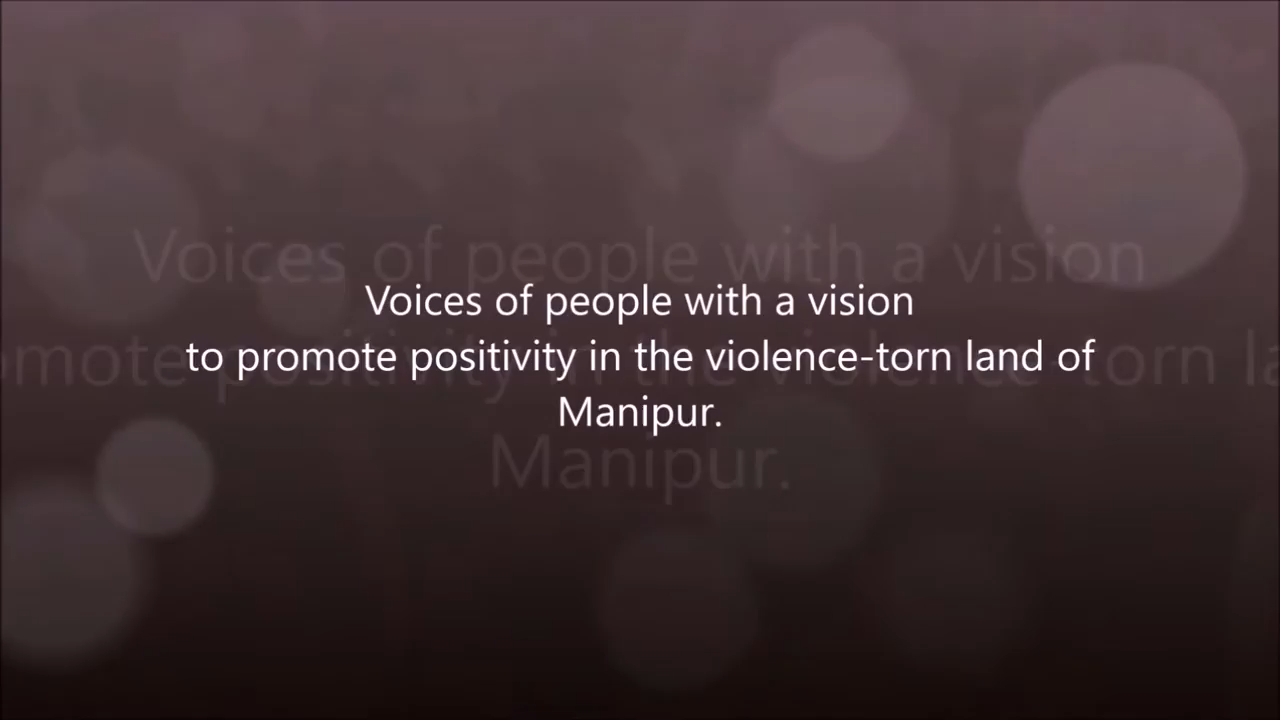 Voices of people with a vision
to promote positivity in the violence-torn land of
Manipur.